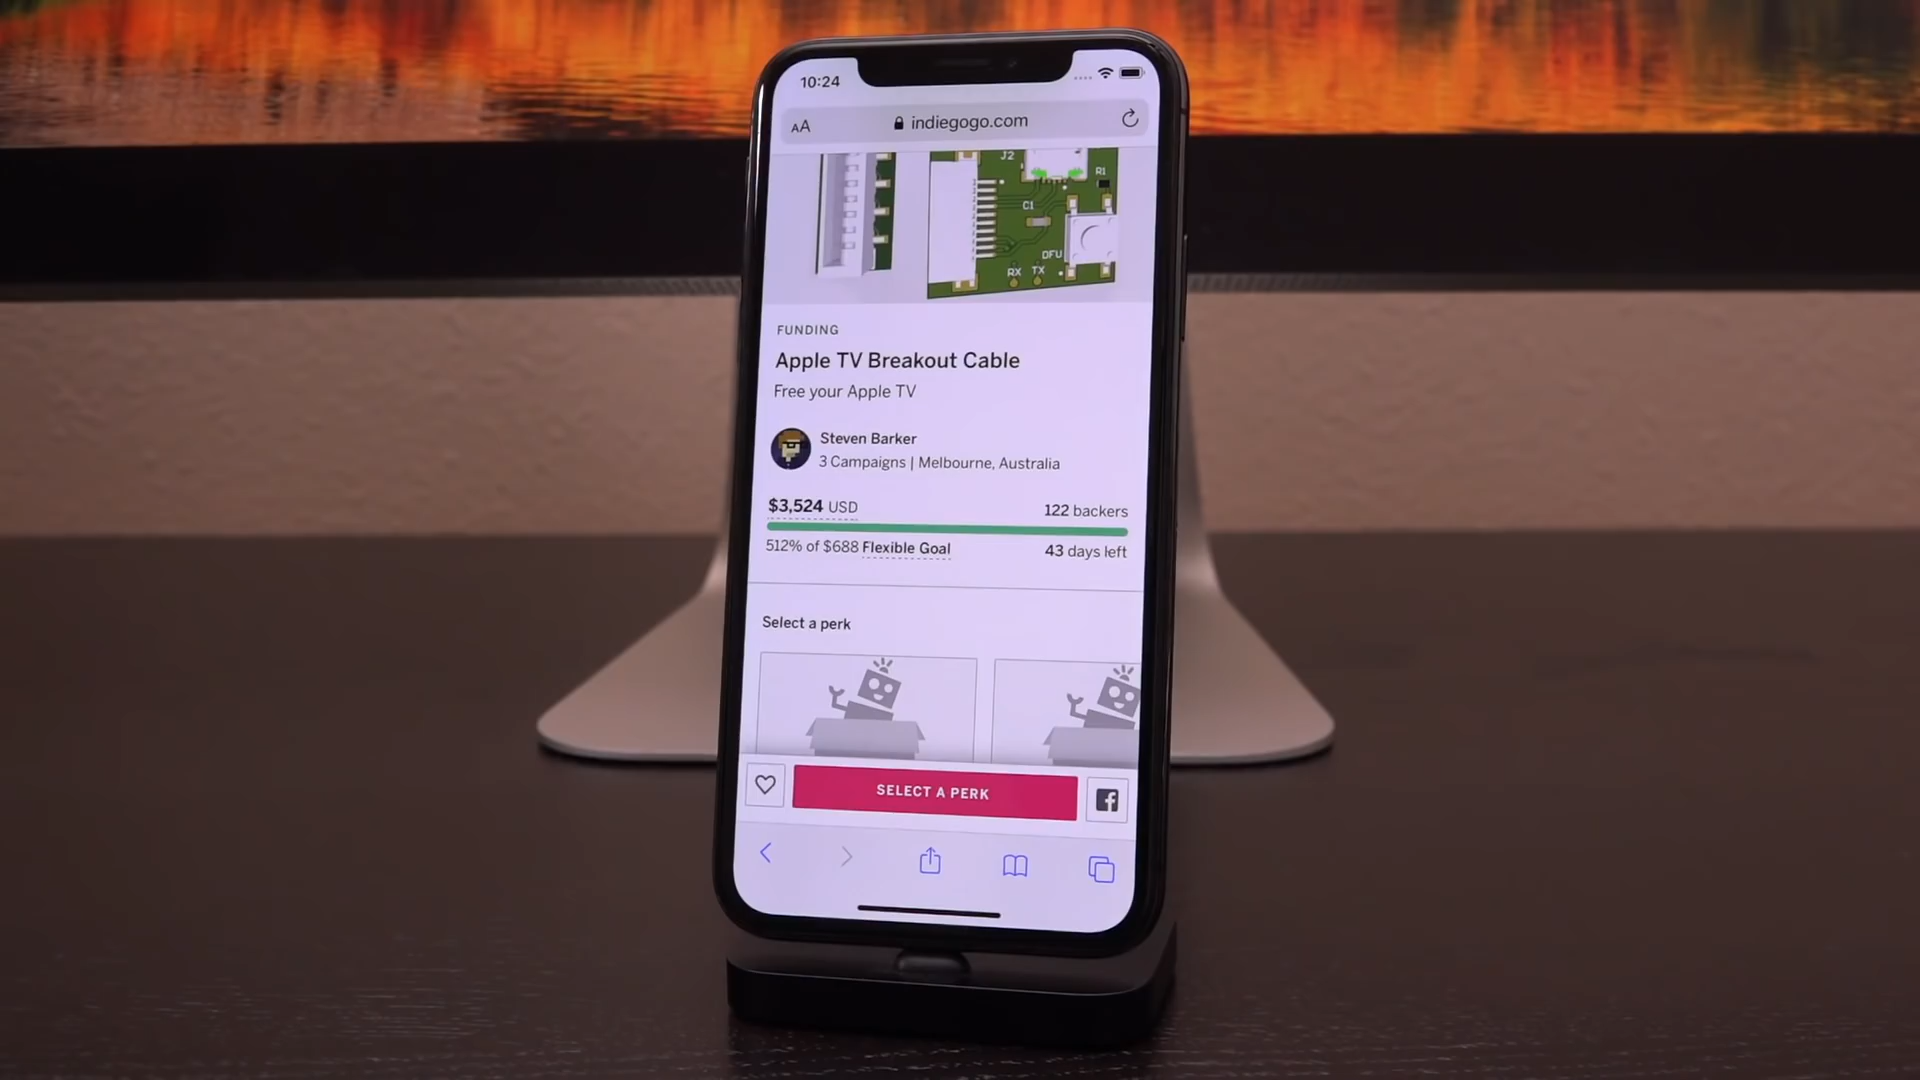 10:24
AA indiegogo.com
J2
R1
C1
DFU
RX TX
FUNDING
Apple TV Breakout Cable
Free your Apple TV
Steven Barker
3 Campaigns | Melbourne, Australia
$3,524 USD 122 backers
512% of $688 Flexible Goal 43 days left
Select a perk
SELECT A PERK